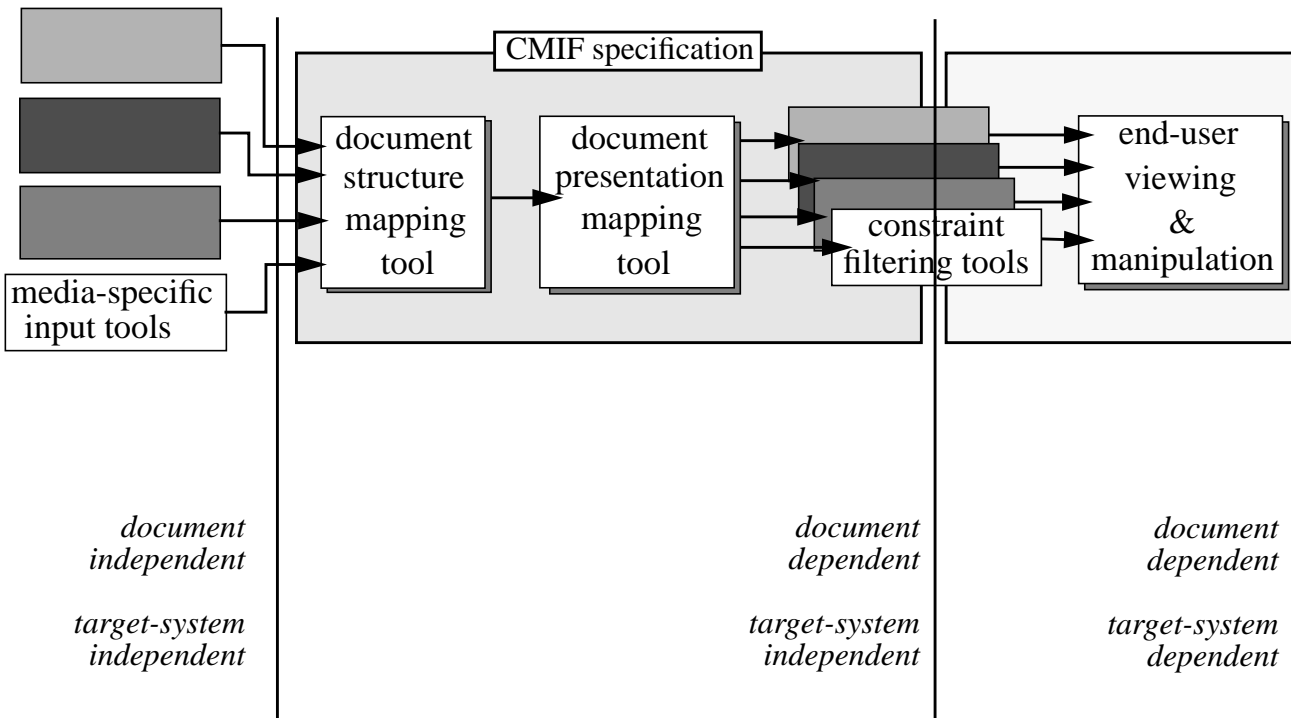 CMIF specification
media-specific
input tools
document
structure
mapping
tool
document
presentation
mapping
tool
constraint
filtering tools
end-user
viewing
&
manipulation
document
independent
target-system
independent
document
dependent
target-system
independent
document
dependent
target-system
dependent